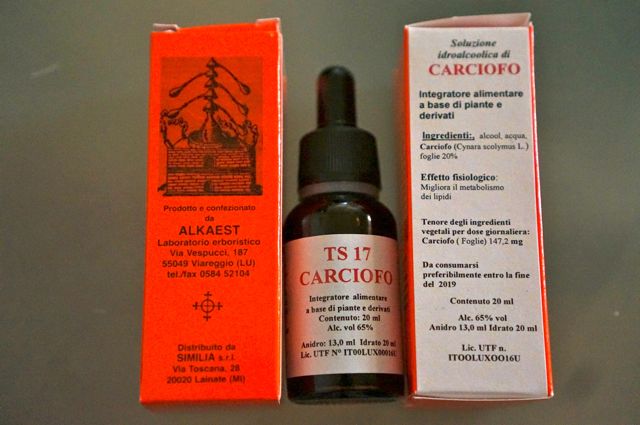 Prodotto e confezionato
da
ALKAEST
Laboratorio erboristico
Via Vespucci, 187
55049 Viareggio (LU)
tel./fax 0584 52104
Distribuito da
SIMILIA s.r.l.
Via Toscana, 28
20020 Lainate (MI)
TS 17
CARCIOFO
Integratore alimentare
a base di piante e derivati
Contenuto: 20 ml
Alc. vol 65%
Anidro: 13,0 ml Idrato 20 ml
Lic. UTF N° IT00LUX00016U
Soluzione
idroalcoolica di
CARCIOFO
Integratore alimentare
a base di piante e
derivati
Ingredienti:, alcool, acqua,
Carciofo (Cynara scolymus L.)
foglie 20%
Effetto fisiologico:
Migliora il metabolismo
dei lipidi
Tenore degli ingredienti
vegetali per dose giornaliera:
Carciofo ( Foglie) 147,2 mg
Da consumarsi
preferibilmente entro la fine
del 2019
Contenuto 20 ml
Alc. 65% vol
Anidro 13,0 ml Idrato 20 ml
Lic. UTF n.
ITOOLUXOO16U